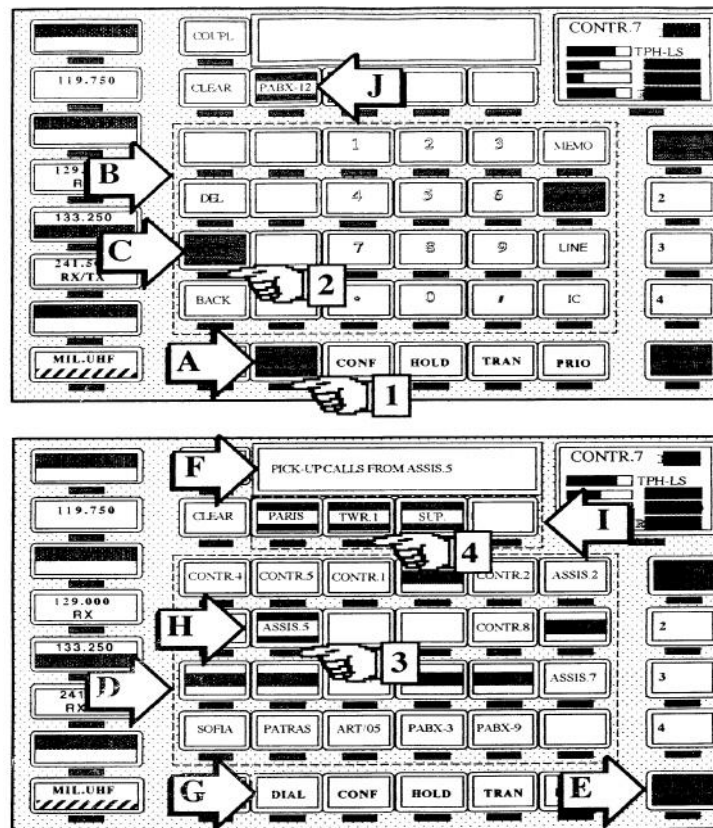 COUPL
CONTR.7
TPH-LS
119.750
CLEAR PABX-12 J
1 2 3 MEMO
B
129.
R
DEL 4 5 6 2
133.250
C 7 8 9 LINE 3
241.5
RX/TX
2
BACK 0 IC 4
MIL.UHF A CONF HOLD TRAN PRIO
1
F PICK-UP CALLS FROM ASSIS.5 CONTR.7
TPH-LS
119.750 CLEAR PARIS TWR.1 SUP. I
4
CONTR.4 CONTR.5 CONTR.1 CONTR.2 ASSIS.2
129.000
RX
H ASSIS.5 CONTR.8 2
133.250
3
D ASSIS.7 3
241
RX
SOFIA PATRAS ART/05 PABX-3 PABX-9 4
MIL.UHF G DIAL CONF HOLD TRAN E